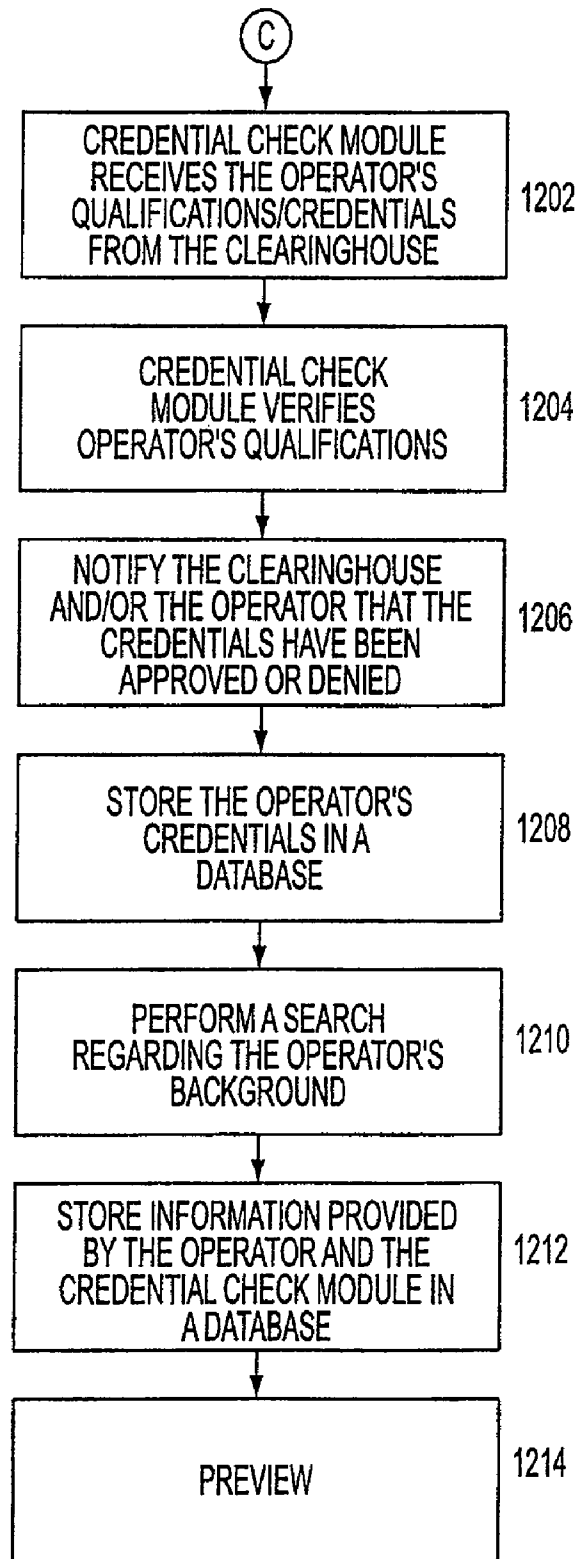 C
CREDENTIAL CHECK MODULE
RECEIVES THE OPERATOR'S
QUALIFICATIONS/CREDENTIALS
FROM THE CLEARINGHOUSE
1202
CREDENTIAL CHECK
MODULE VERIFIES
OPERATOR'S QUALIFICATIONS
1204
NOTIFY THE CLEARINGHOUSE
AND/OR THE OPERATOR THAT THE
CREDENTIALS HAVE BEEN
APPROVED OR DENIED
1206
STORE THE OPERATOR'S
CREDENTIALS IN A
DATABASE
1208
PERFORM A SEARCH
REGARDING THE OPERATOR'S
BACKGROUND
1210
STORE INFORMATION PROVIDED
BY THE OPERATOR AND THE
CREDENTIAL CHECK MODULE IN
A DATABASE
1212
PREVIEW
1214